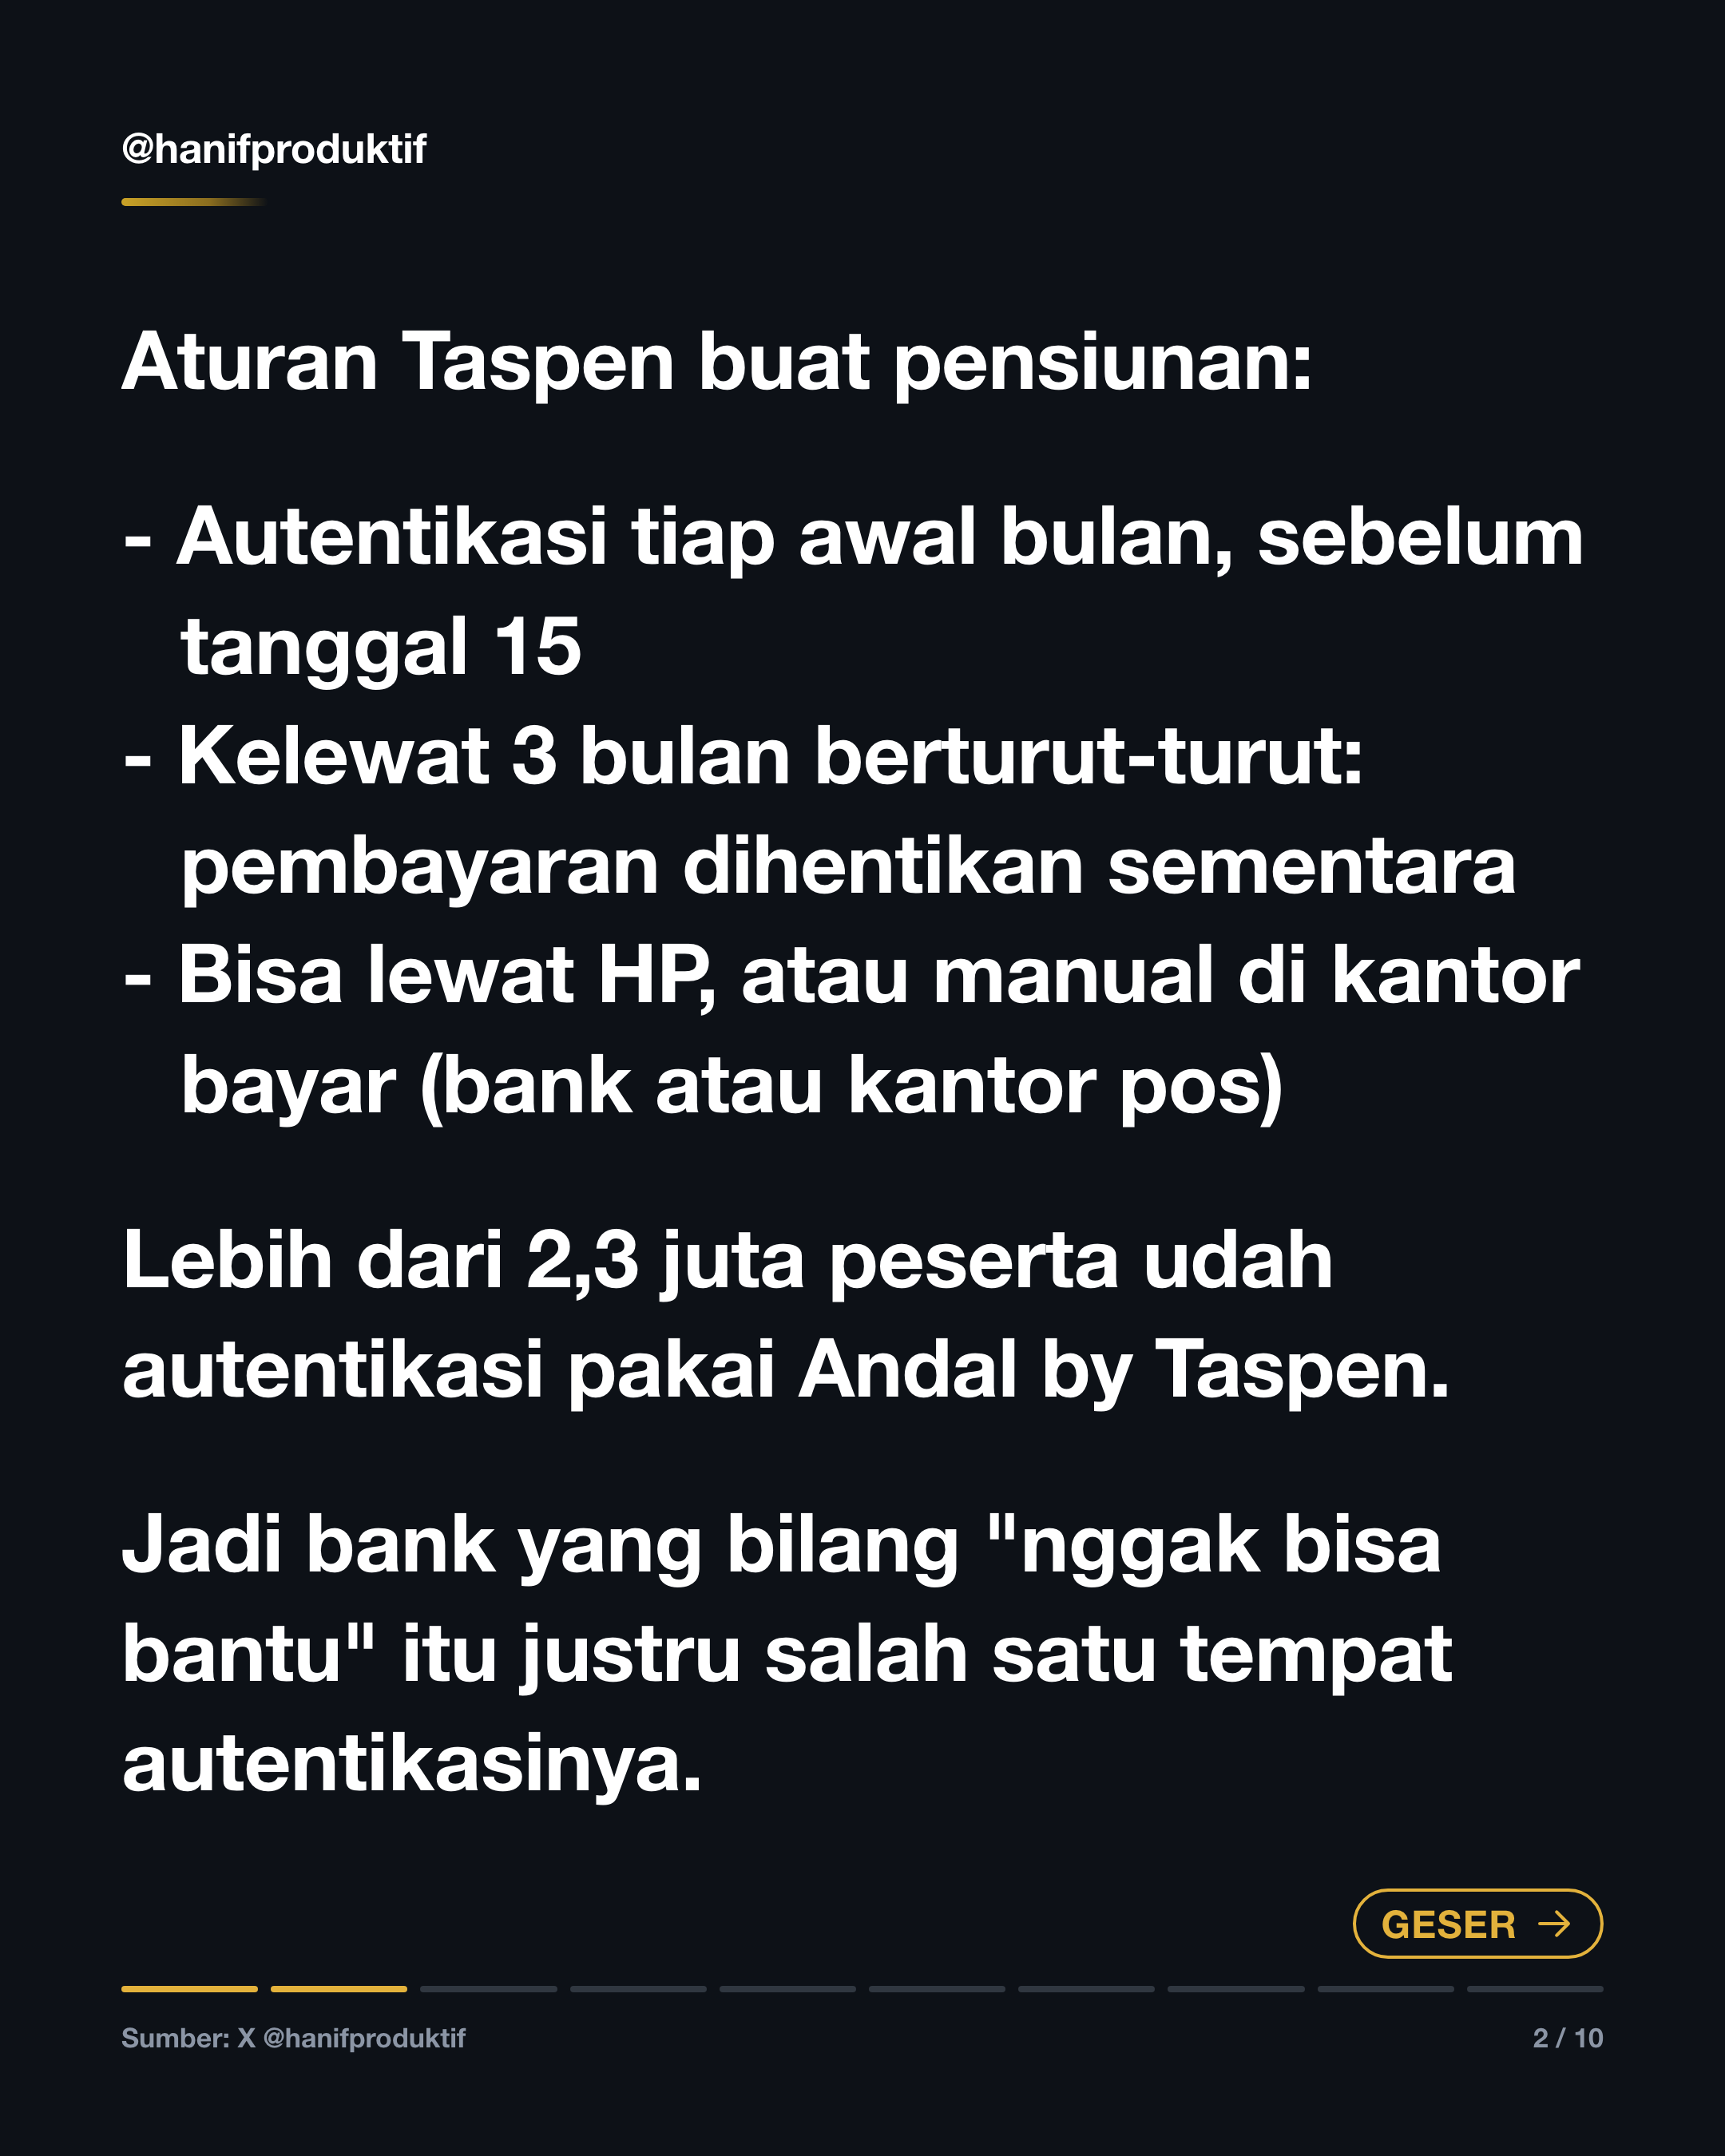 @hanifproduktif
Aturan Taspen buat pensiunan:
- Autentikasi tiap awal bulan, sebelum
tanggal 15
- Kelewat 3 bulan berturut-turut:
pembayaran dihentikan sementara
- Bisa lewat HP, atau manual di kantor
bayar (bank atau kantor pos)
Lebih dari 2,3 juta peserta udah
autentikasi pakai Andal by Taspen.
Jadi bank yang bilang "nggak bisa
bantu" itu justru salah satu tempat
autentikasinya.
GESER →
Sumber: X @hanifproduktif
2 / 10